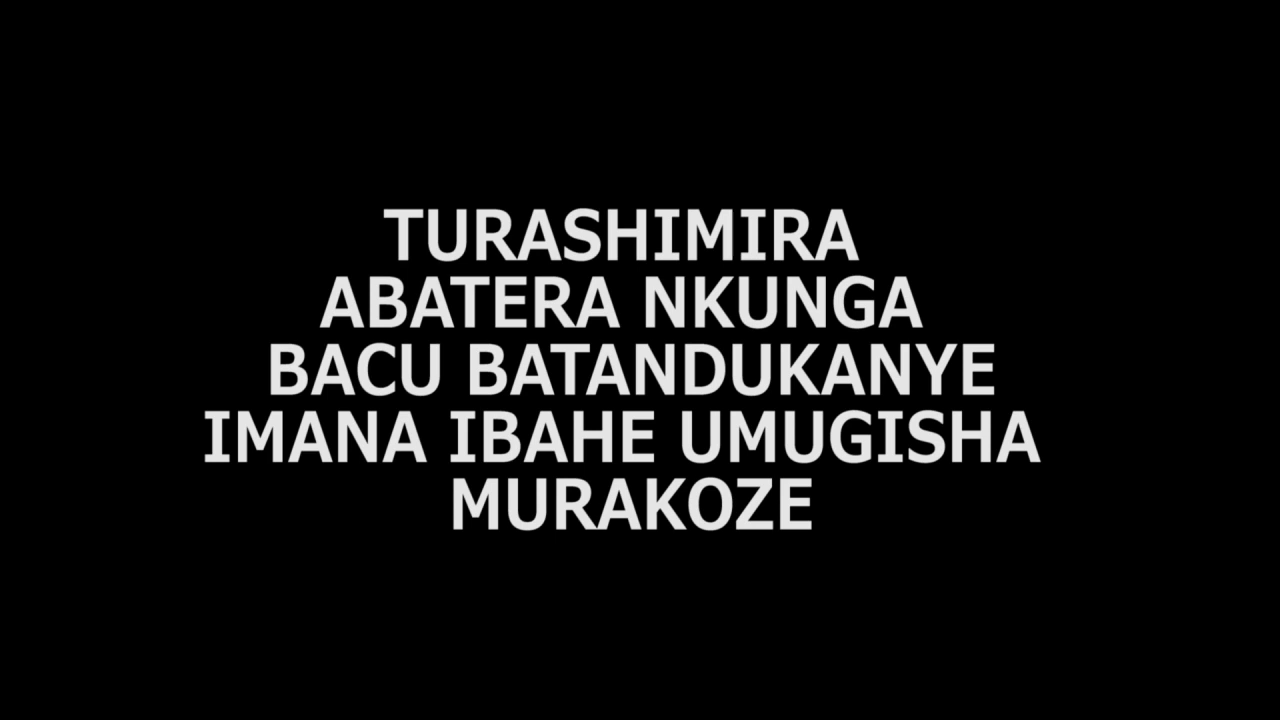 TURASHIMIRA
ABATERA NKUNGA
BACU BATANDUKANYE
IMANA IBAHE UMUGISHA
MURAKOZE